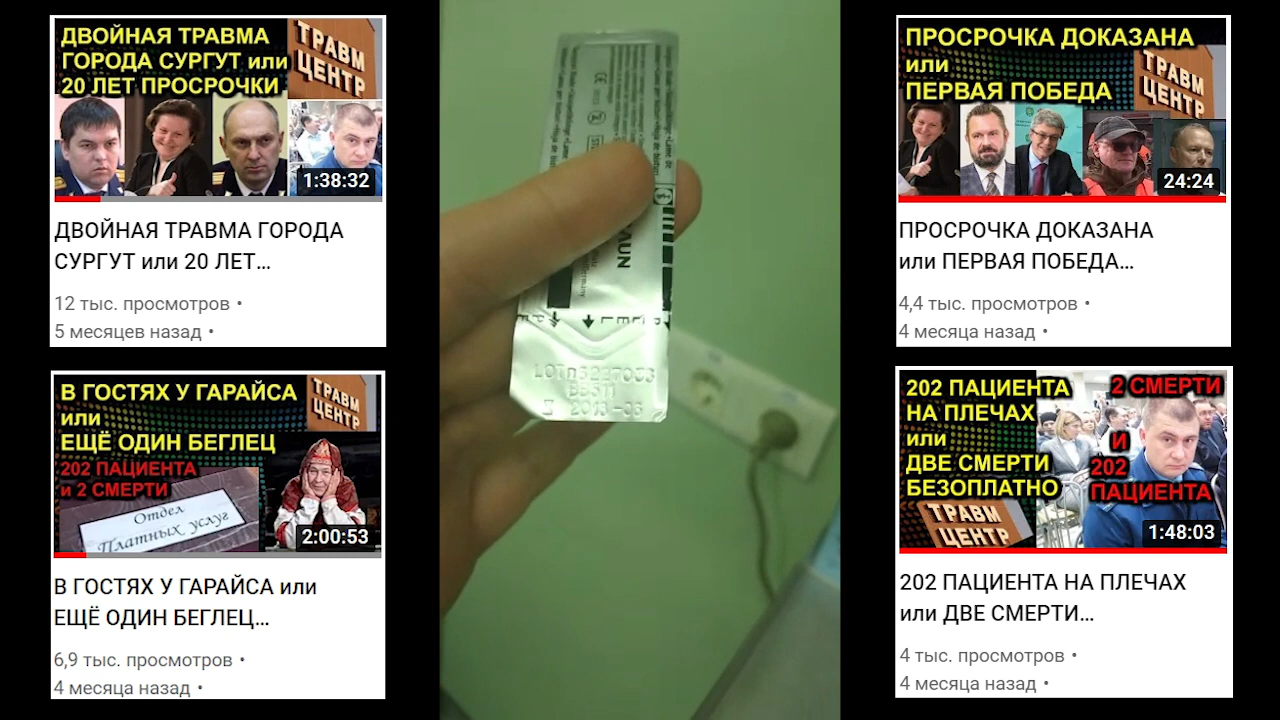 ДВОЙНАЯ ТРАВМА
ГОРОДА СУРГУТ или
20 ЛЕТ ПРОСРОЧКИ
ТРАВМ
ЦЕНТР
1:38:32
ДВОЙНАЯ ТРАВМА ГОРОДА
СУРГУТ или 20 ЛЕТ…
12 тыс. просмотров •
5 месяцев назад •
В ГОСТЯХ У ГАРАЙСА
или
ЕЩЁ ОДИН БЕГЛЕЦ
202 ПАЦИЕНТА
и 2 СМЕРТИ
ТРАВМ
ЦЕНТР
Отдел
Платных услуг
2:00:53
В ГОСТЯХ У ГАРАЙСА или
ЕЩЁ ОДИН БЕГЛЕЦ…
6,9 тыс. просмотров •
4 месяца назад •
CE
AUN
Germany
P E E L
2013-03
ПРОСРОЧКА ДОКАЗАНА
или
ПЕРВАЯ ПОБЕДА
ТРАВМ
ЦЕНТР
24:24
ПРОСРОЧКА ДОКАЗАНА
или ПЕРВАЯ ПОБЕДА…
4,4 тыс. просмотров •
4 месяца назад •
202 ПАЦИЕНТА
НА ПЛЕЧАХ
или
ДВЕ СМЕРТИ
БЕЗОПЛАТНО
2 СМЕРТИ
И
202
ПАЦИЕНТА
ТРАВМ
ЦЕНТР
1:48:03
202 ПАЦИЕНТА НА ПЛЕЧАХ
или ДВЕ СМЕРТИ…
4 тыс. просмотров •
4 месяца назад •